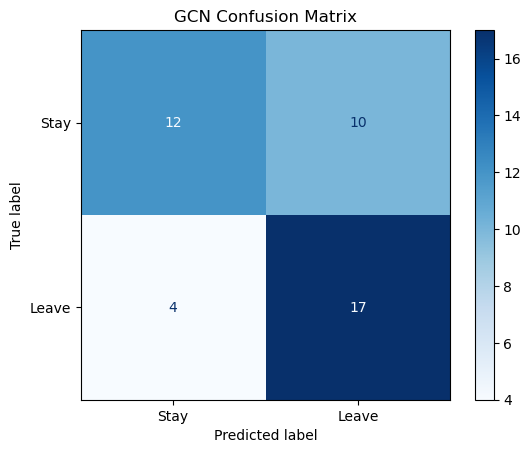 GCN Confusion Matrix
True label
Stay
12
10
Leave
4
17
Stay
Leave
Predicted label
16
14
12
10
8
6
4